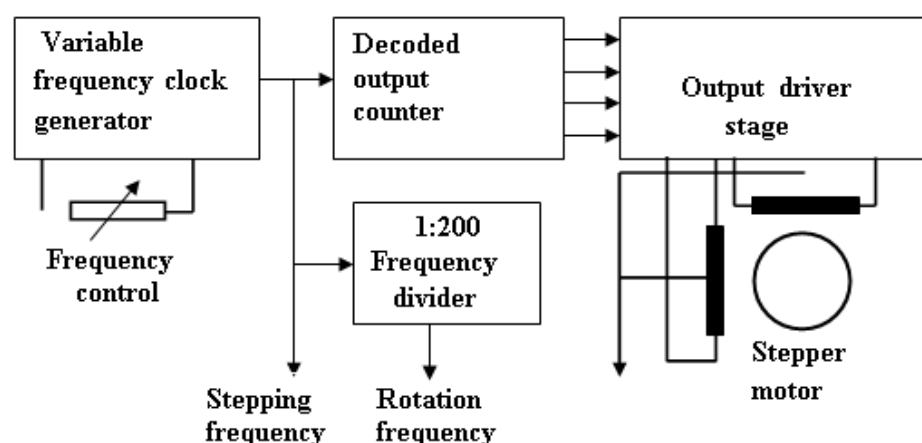 Variable
frequency clock
generator
Decoded
output
counter
Output driver
stage
Frequency
control
1:200
Frequency
divider
Stepping
frequency
Rotation
frequency
Stepper
motor